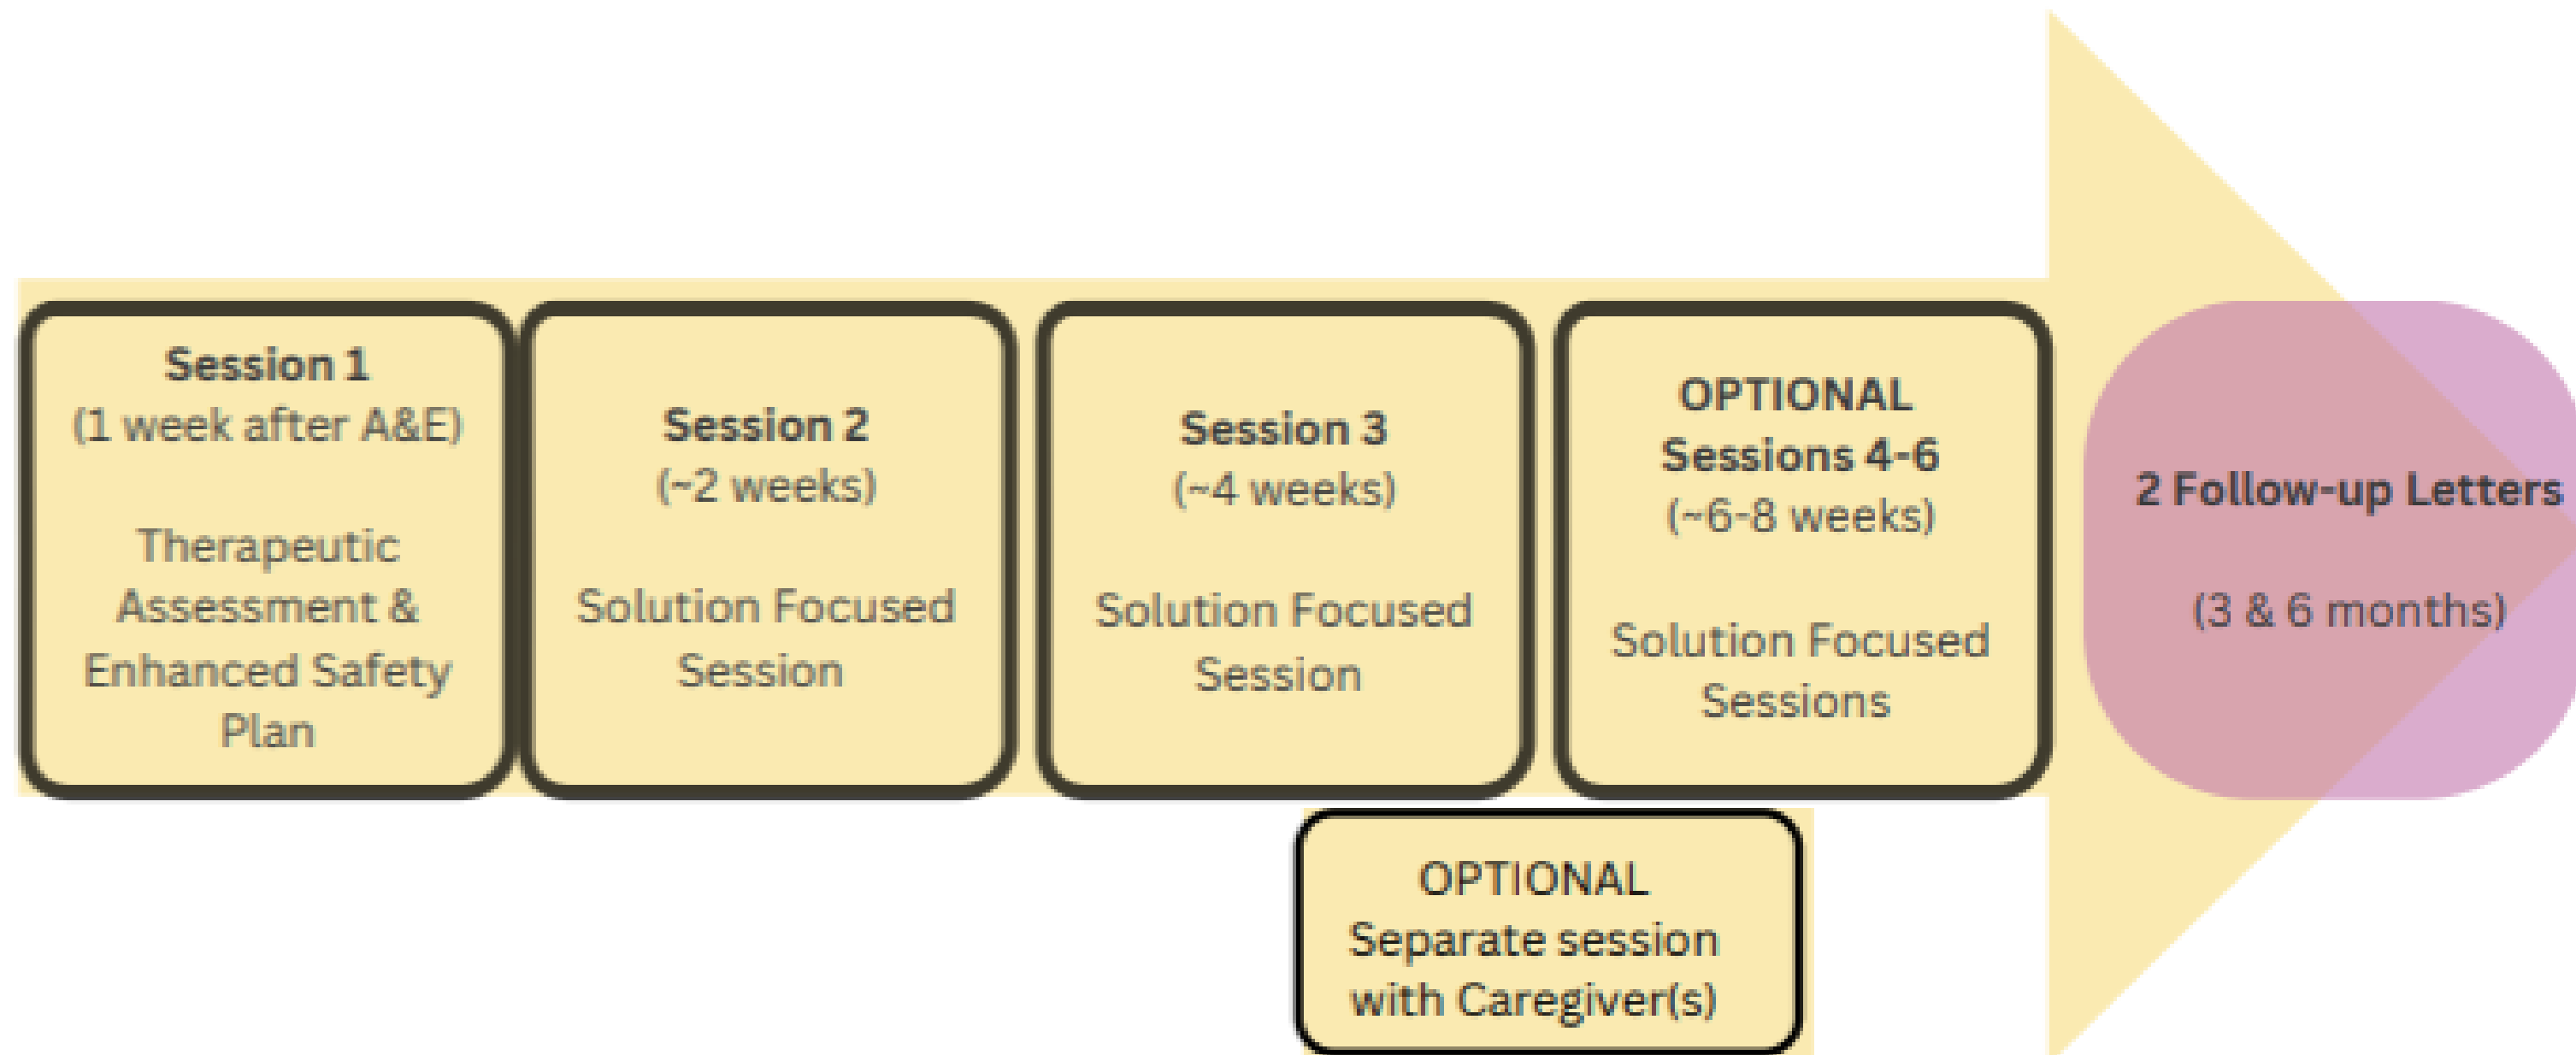 Session 1
(1 week after A&E)
Therapeutic
Assessment &
Enhanced Safety
Plan
Session 2
(~2 weeks)
Solution Focused
Session
Session 3
(~4 weeks)
Solution Focused
Session
OPTIONAL
Sessions 4-6
(~6-8 weeks)
Solution Focused
Sessions
2 Follow-up Letters
(3 & 6 months)
OPTIONAL
Separate session
with Caregiver(s)